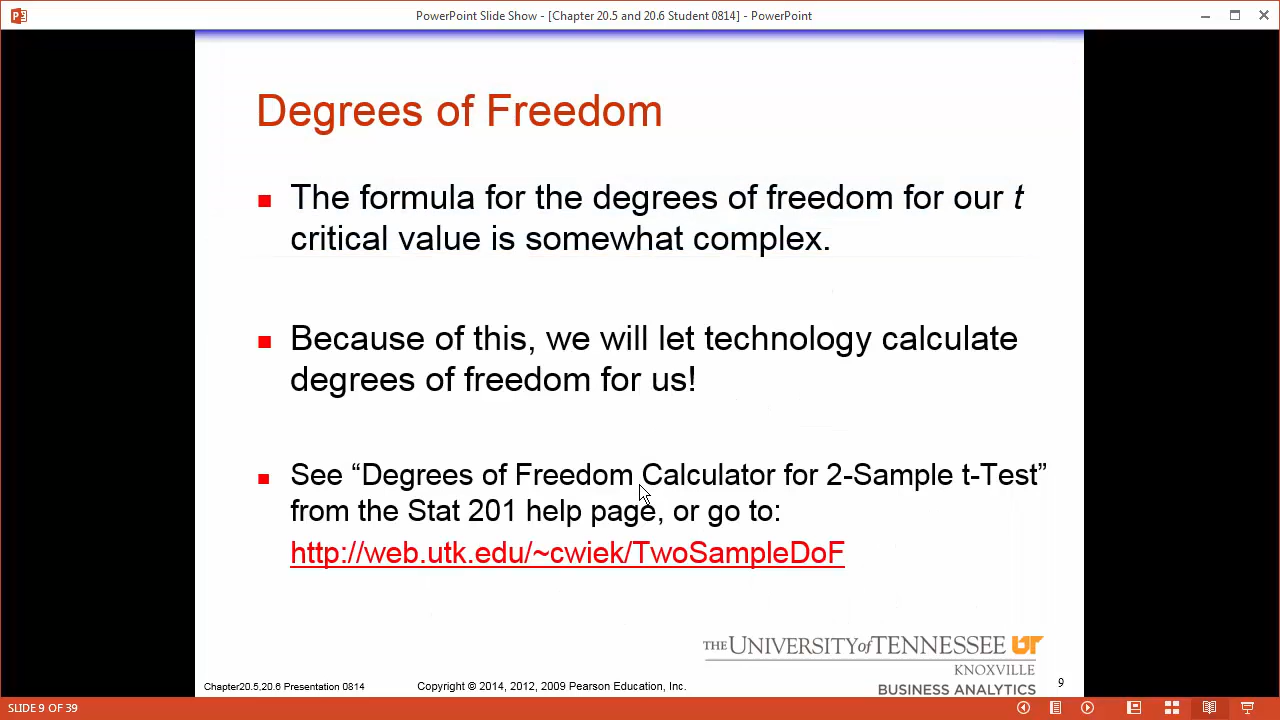 PowerPoint Slide Show - [Chapter 20.5 and 20.6 Student 0814] - PowerPoint
Degrees of Freedom
The formula for the degrees of freedom for our t
critical value is somewhat complex.
Because of this, we will let technology calculate
degrees of freedom for us!
See “Degrees of Freedom Calculator for 2-Sample t-Test”
from the Stat 201 help page, or go to:
http://web.utk.edu/~cwiek/TwoSampleDoF
THE UNIVERSITY of TENNESSEE UT
KNOXVILLE
BUSINESS ANALYTICS
Chapter20.5,20.6 Presentation 0814
Copyright © 2014, 2012, 2009 Pearson Education, Inc.
9
SLIDE 9 OF 39